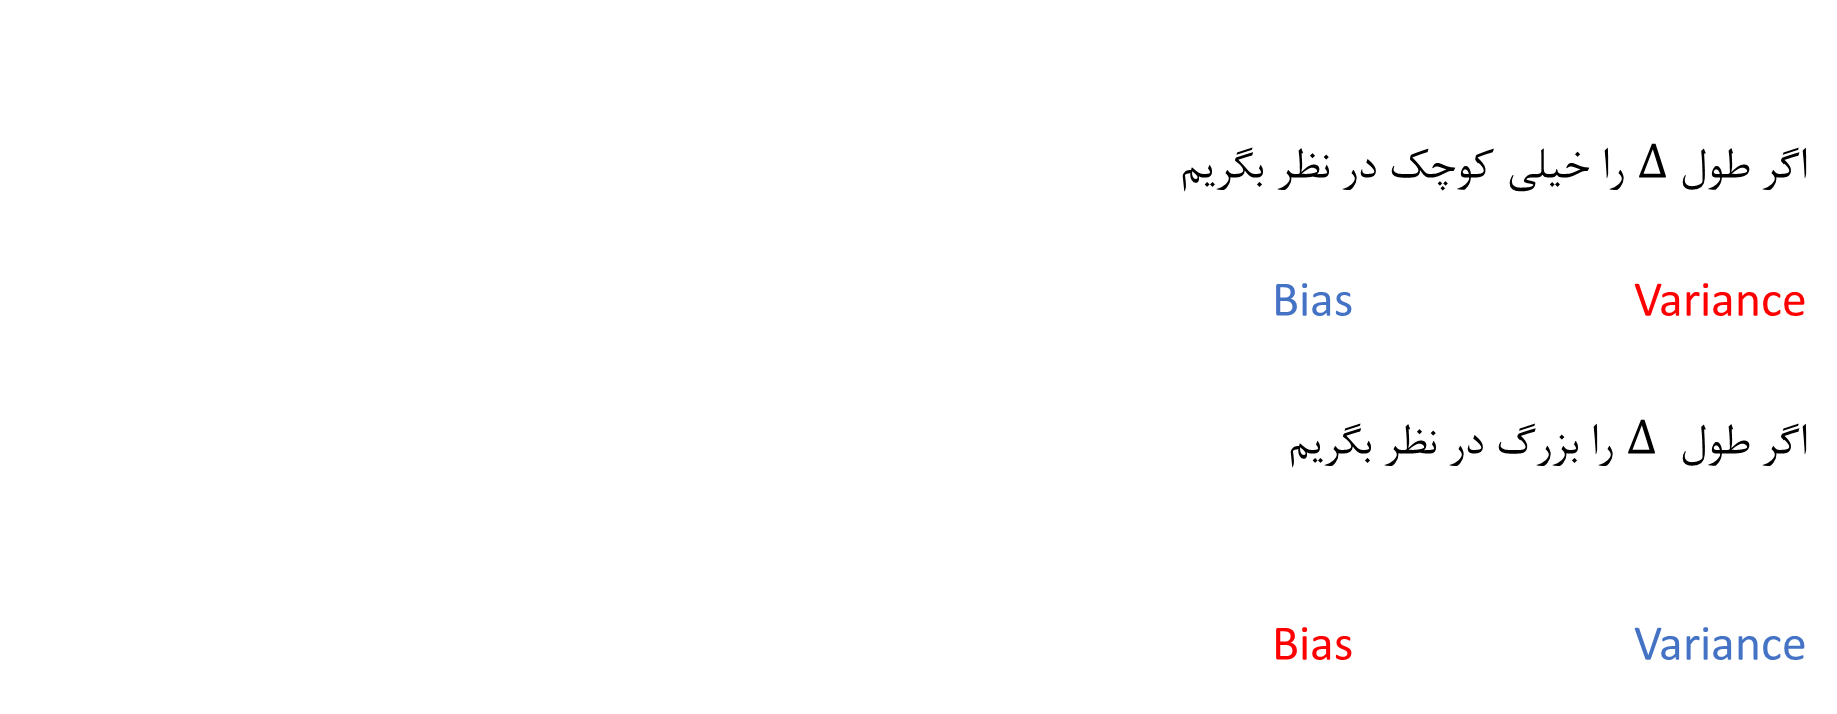 اگر طول Δ را خیلی کوچک در نظر بگریم
Variance Bias
اگر طول Δ را بزرگ در نظر بگریم
Variance Bias